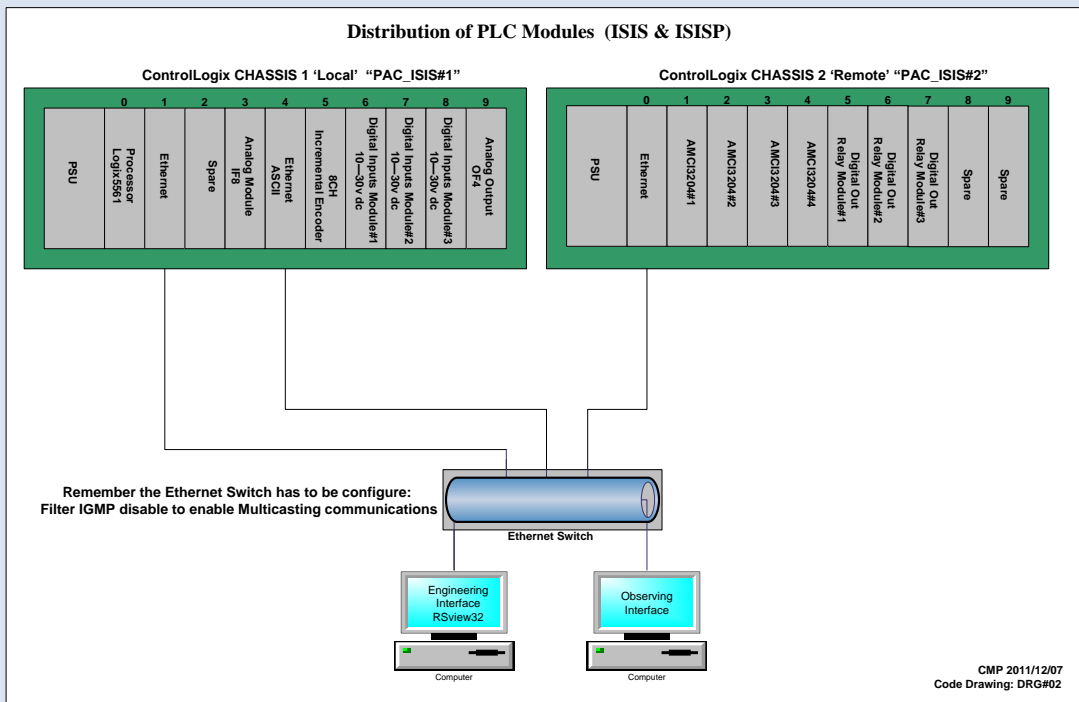 Distribution of PLC Modules (ISIS & ISISP)
ControlLogix CHASSIS 1 'Local' "PAC_ISIS#1"
0 1 2 3 4 5 6 7 8 9
PSU
Processor
Logix5561
Ethernet
Spare
Analog Module
IF8
Ethernet
ASCII
8CH
Incremental Encoder
Digital Inputs Module#1
10—30v dc
Digital Inputs Module#2
10—30v dc
Digital Inputs Module#3
10—30v dc
Analog Output
OF4
ControlLogix CHASSIS 2 'Remote' "PAC_ISIS#2"
0 1 2 3 4 5 6 7 8 9
PSU
Ethernet
AMCI3204#1
AMCI3204#2
AMCI3204#3
AMCI3204#4
Digital Out
Relay Module#1
Digital Out
Relay Module#2
Digital Out
Relay Module#3
Spare
Spare
Remember the Ethernet Switch has to be configure:
Filter IGMP disable to enable Multicasting communications
Ethernet Switch
Engineering
Interface
RSview32
Computer
Observing
Interface
Computer
CMP 2011/12/07
Code Drawing: DRG#02